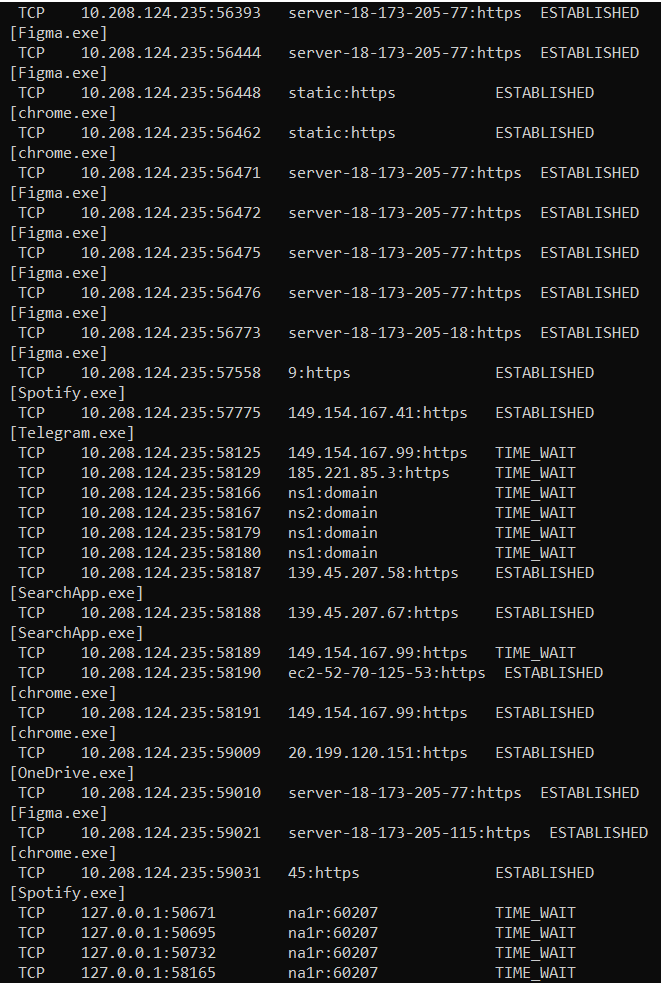 TCP 10.208.124.235:56393 server-18-173-205-77:https ESTABLISHED
[Figma.exe]
TCP 10.208.124.235:56444 server-18-173-205-77:https ESTABLISHED
[Figma.exe]
TCP 10.208.124.235:56448 static:https ESTABLISHED
[chrome.exe]
TCP 10.208.124.235:56462 static:https ESTABLISHED
[chrome.exe]
TCP 10.208.124.235:56471 server-18-173-205-77:https ESTABLISHED
[Figma.exe]
TCP 10.208.124.235:56472 server-18-173-205-77:https ESTABLISHED
[Figma.exe]
TCP 10.208.124.235:56475 server-18-173-205-77:https ESTABLISHED
[Figma.exe]
TCP 10.208.124.235:56476 server-18-173-205-77:https ESTABLISHED
[Figma.exe]
TCP 10.208.124.235:56773 server-18-173-205-18:https ESTABLISHED
[Figma.exe]
TCP 10.208.124.235:57558 9:https ESTABLISHED
[Spotify.exe]
TCP 10.208.124.235:57775 149.154.167.41:https ESTABLISHED
[Telegram.exe]
TCP 10.208.124.235:58125 149.154.167.99:https TIME_WAIT
TCP 10.208.124.235:58129 185.221.85.3:https TIME_WAIT
TCP 10.208.124.235:58166 ns1:domain TIME_WAIT
TCP 10.208.124.235:58167 ns2:domain TIME_WAIT
TCP 10.208.124.235:58179 ns1:domain TIME_WAIT
TCP 10.208.124.235:58180 ns1:domain TIME_WAIT
TCP 10.208.124.235:58187 139.45.207.58:https ESTABLISHED
[SearchApp.exe]
TCP 10.208.124.235:58188 139.45.207.67:https ESTABLISHED
[SearchApp.exe]
TCP 10.208.124.235:58189 149.154.167.99:https TIME_WAIT
TCP 10.208.124.235:58190 ec2-52-70-125-53:https ESTABLISHED
[chrome.exe]
TCP 10.208.124.235:58191 149.154.167.99:https ESTABLISHED
[chrome.exe]
TCP 10.208.124.235:59009 20.199.120.151:https ESTABLISHED
[OneDrive.exe]
TCP 10.208.124.235:59010 server-18-173-205-77:https ESTABLISHED
[Figma.exe]
TCP 10.208.124.235:59021 server-18-173-205-115:https ESTABLISHED
[chrome.exe]
TCP 10.208.124.235:59031 45:https ESTABLISHED
[Spotify.exe]
TCP 127.0.0.1:50671 na1r:60207 TIME_WAIT
TCP 127.0.0.1:50695 na1r:60207 TIME_WAIT
TCP 127.0.0.1:50732 na1r:60207 TIME_WAIT
TCP 127.0.0.1:58165 na1r:60207 TIME_WAIT